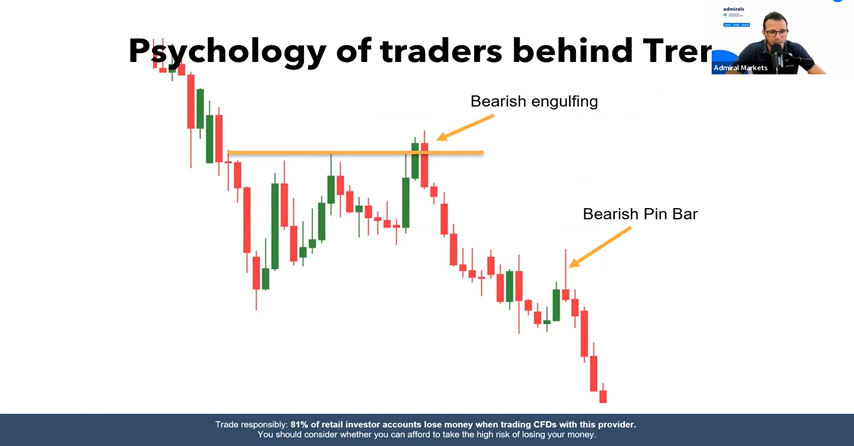 admirals
Psychology of traders behind Tren
Admiral Markets
Bearish engulfing
Bearish Pin Bar
Trade responsibly: 81% of retail investor accounts lose money when trading CFDs with this provider.
You should consider whether you can afford to take the high risk of losing your money.